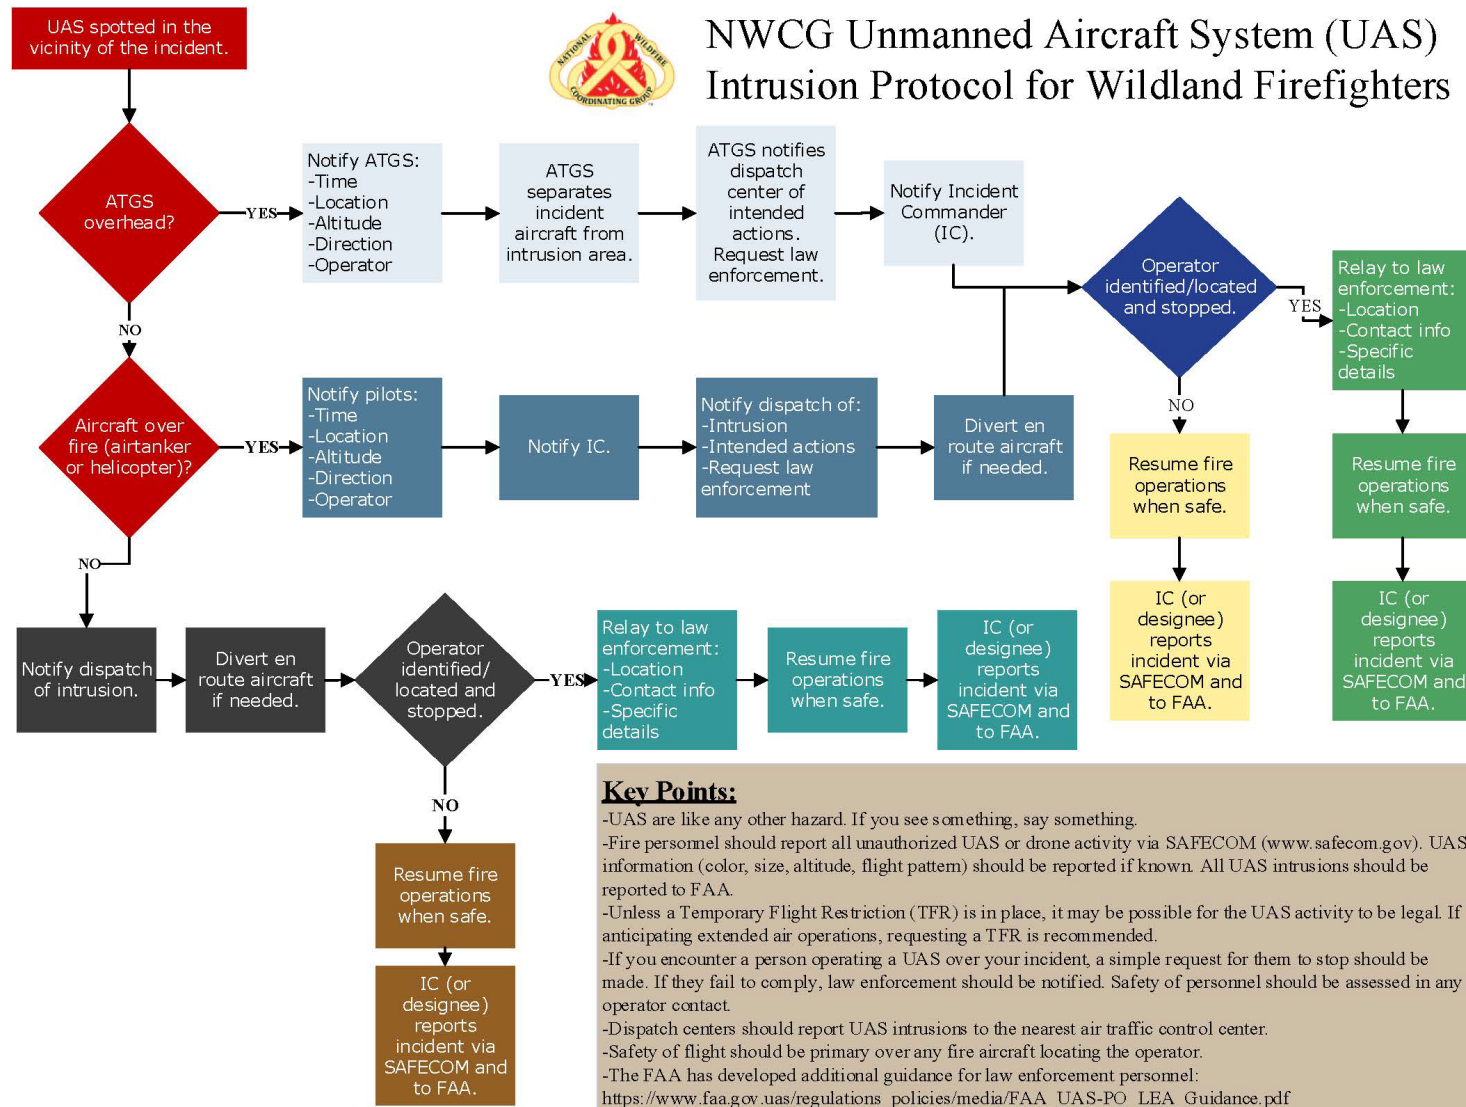 UAS spotted in the
vicinity of the incident.
NATIONAL WILDFIRE
COORDINATING GROUP
NWCG Unmanned Aircraft System (UAS)
Intrusion Protocol for Wildland Firefighters
ATGS
overhead?
YES
Notify ATGS:
-Time
-Location
-Altitude
-Direction
-Operator
ATGS
separates
incident
aircraft from
intrusion area.
ATGS notifies
dispatch
center of
intended
actions.
Request law
enforcement.
Notify Incident
Commander
(IC).
Operator
identified/located
and stopped.
YES
Relay to law
enforcement:
-Location
-Contact info
-Specific
details
NO
NO
Aircraft over
fire (airtanker
or helicopter)?
YES
Notify pilots:
-Time
-Location
-Altitude
-Direction
-Operator
Notify IC.
Notify dispatch of:
-Intrusion
-Intended actions
-Request law
enforcement
Divert en
route aircraft
if needed.
Resume fire
operations
when safe.
Resume fire
operations
when safe.
IC (or
designee)
reports
incident via
SAFECOM and
to FAA.
IC (or
designee)
reports
incident via
SAFECOM and
to FAA.
NO
Notify dispatch
of intrusion.
Divert en
route aircraft
if needed.
Operator
identified/
located and
stopped.
YES
Relay to law
enforcement:
-Location
-Contact info
-Specific
details
Resume fire
operations
when safe.
IC (or
designee)
reports
incident via
SAFECOM and
to FAA.
NO
Resume fire
operations
when safe.
IC (or
designee)
reports
incident via
SAFECOM and
to FAA.
Key Points:
-UAS are like any other hazard. If you see something, say something.
-Fire personnel should report all unauthorized UAS or drone activity via SAFECOM (www.safecom.gov). UAS
information (color, size, altitude, flight pattern) should be reported if known. All UAS intrusions should be
reported to FAA.
-Unless a Temporary Flight Restriction (TFR) is in place, it may be possible for the UAS activity to be legal. If
anticipating extended air operations, requesting a TFR is recommended.
-If you encounter a person operating a UAS over your incident, a simple request for them to stop should be
made. If they fail to comply, law enforcement should be notified. Safety of personnel should be assessed in any
operator contact.
-Dispatch centers should report UAS intrusions to the nearest air traffic control center.
-Safety of flight should be primary over any fire aircraft locating the operator.
-The FAA has developed additional guidance for law enforcement personnel:
https://www.faa.gov.uas/regulations_policies/media/FAA_UAS-PO_LEA_Guidance.pdf